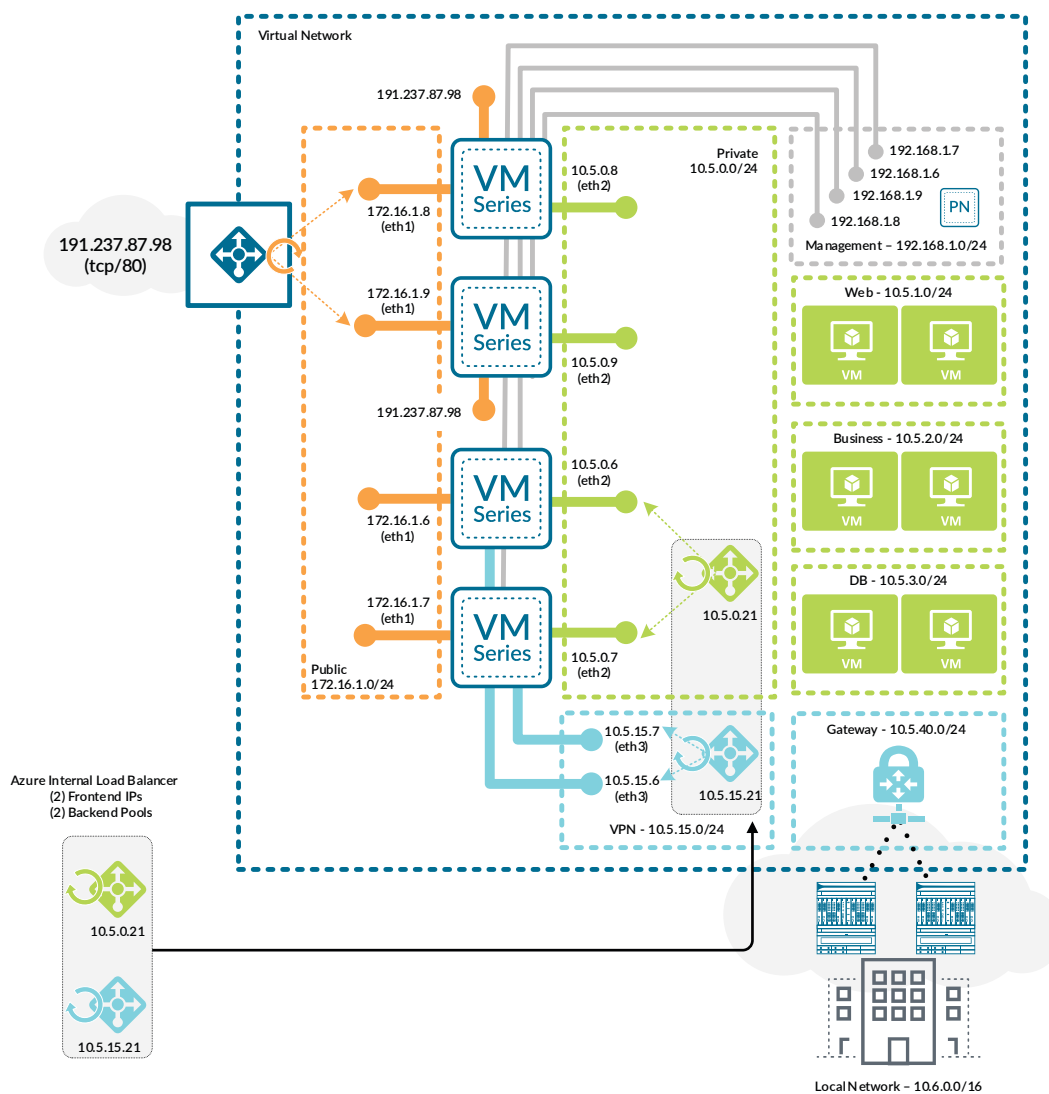 Virtual Network
191.237.87.98
VM
Series
172.16.1.8
(eth1)
10.5.0.8
(eth2)
Private
10.5.0.0/24
192.168.1.7
192.168.1.6
192.168.1.9
192.168.1.8
PN
Management – 192.168.1.0/24
191.237.87.98
(tcp/80)
172.16.1.9
(eth1)
VM
Series
10.5.0.9
(eth2)
191.237.87.98
Web - 10.5.1.0/24
VM
VM
Business - 10.5.2.0/24
VM
VM
10.5.0.6
(eth2)
VM
Series
172.16.1.6
(eth1)
172.16.1.7
(eth1)
VM
Series
10.5.0.7
(eth2)
10.5.0.21
DB - 10.5.3.0/24
VM
VM
Public
172.16.1.0/24
10.5.15.7
(eth3)
10.5.15.6
(eth3)
10.5.15.21
VPN - 10.5.15.0/24
Gateway - 10.5.40.0/24
Azure Internal Load Balancer
(2) Frontend IPs
(2) Backend Pools
10.5.0.21
10.5.15.21
Local Network – 10.6.0.0/16